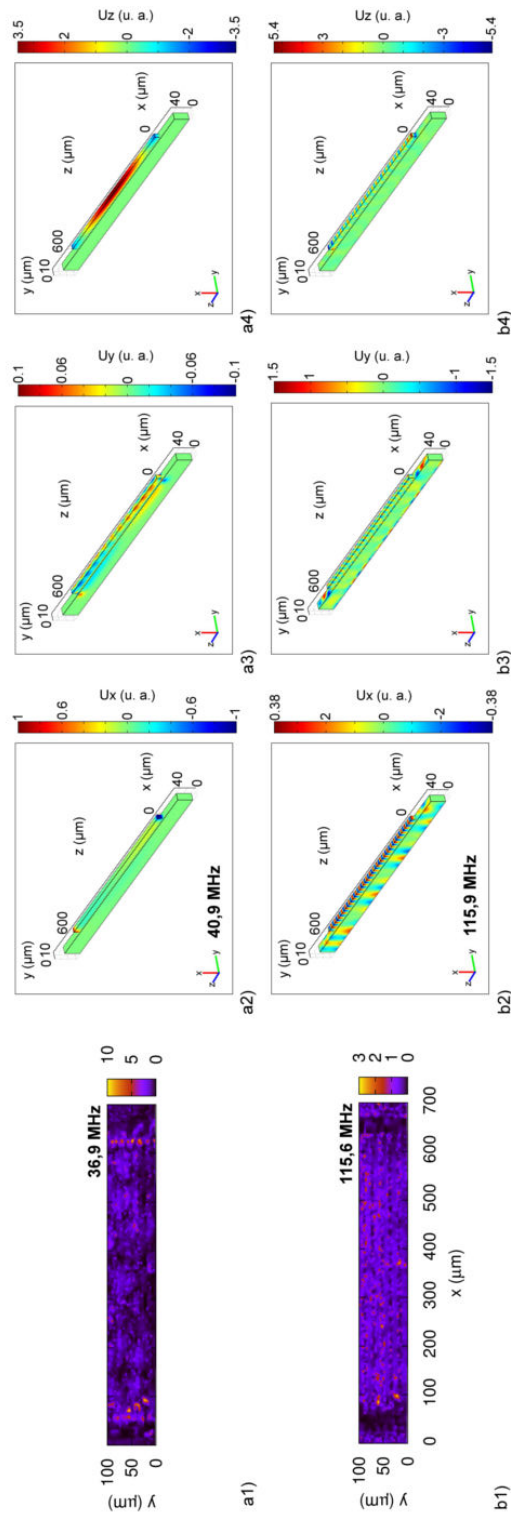 36,9 MHz
y (µm)
100
50
0
10
5
0
a1)
y (µm)
0 10
600
z (µm)
0
x (µm)
40
0
x
z
y
40,9 MHz
Ux (u. a.)
1
0.6
0
-0.6
-1
a2)
y (µm)
0 10
600
z (µm)
0
x (µm)
40
0
x
z
y
Uy (u. a.)
0.1
0.06
0
-0.06
-0.1
a3)
y (µm)
0 10
600
z (µm)
0
x (µm)
40
0
x
z
y
Uz (u. a.)
3.5
2
0
-2
-3.5
a4)
115,6 MHz
y (µm)
100
50
0
3
2
1
0
0 100 200 300 400 500 600 700
x (µm)
b1)
y (µm)
0 10
600
z (µm)
0
x (µm)
40
0
x
z
y
115,9 MHz
Ux (u. a.)
0.38
2
0
-2
-0.38
b2)
y (µm)
0 10
600
z (µm)
0
x (µm)
40
0
x
z
y
Uy (u. a.)
1.5
1
0
-1
-1.5
b3)
y (µm)
0 10
600
z (µm)
0
x (µm)
40
0
x
z
y
Uz (u. a.)
5.4
3
0
-3
-5.4
b4)